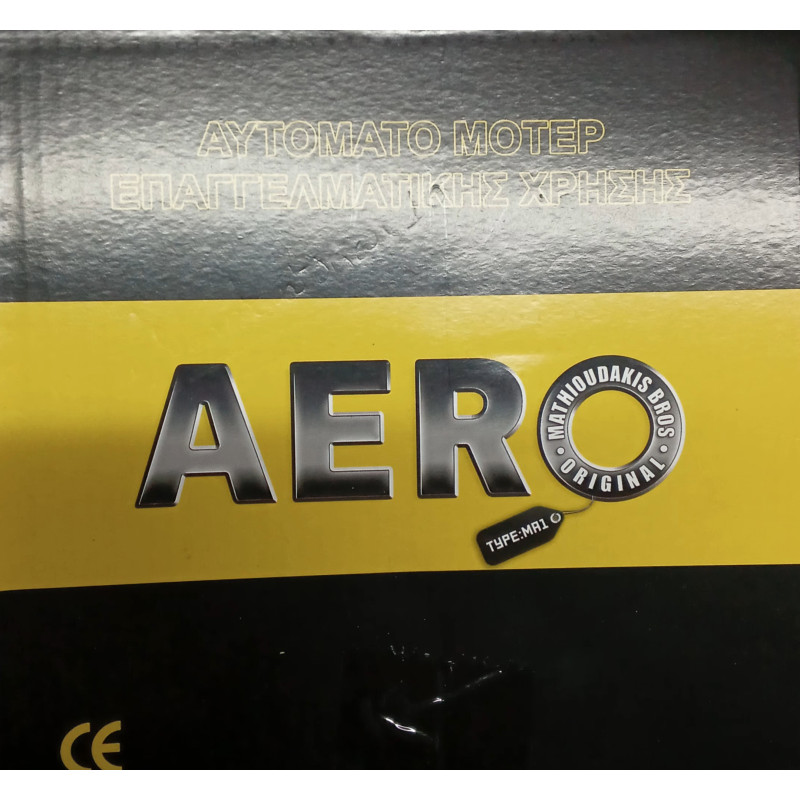 ΑΥΤΟΜΑΤΟ ΜΟΤΕΡ
ΕΠΑΓΓΕΛΜΑΤΙΚΗΣ ΧΡΗΣΗΣ
AERO
MATHIOUDAKIS BROS
ORIGINAL
TYPE:MA1
CE